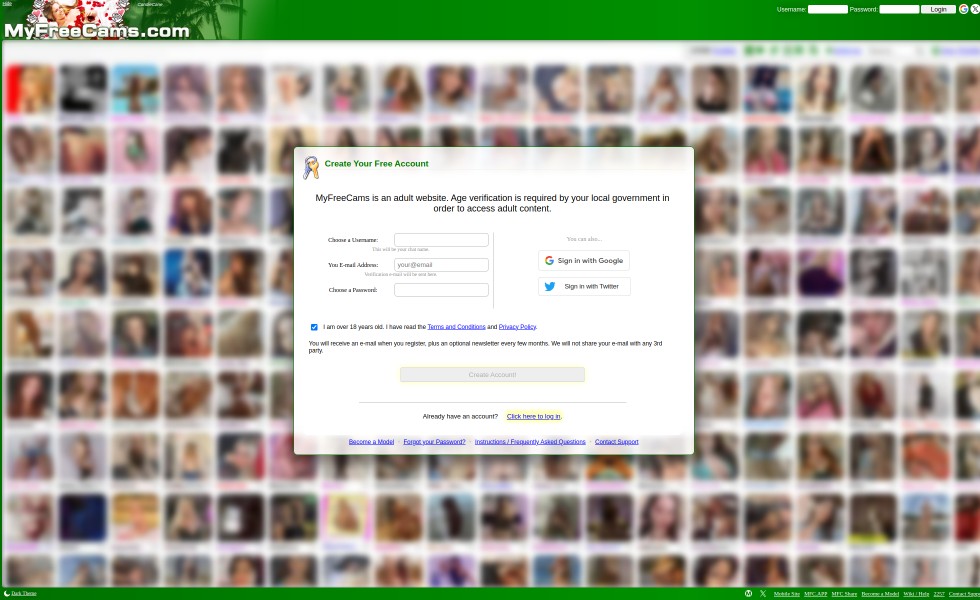 Username: Password: Login
MyFreeCams.com
Create Your Free Account
MyFreeCams is an adult website. Age verification is required by your local government in
order to access adult content.
Choose a Username:
This will be your chat name.
You E-mail Address: your@email
Verification e-mail will be sent here.
Choose a Password:
You can also...
Sign in with Google
Sign in with Twitter
I am over 18 years old. I have read the Terms and Conditions and Privacy Policy.
You will receive an e-mail when you register, plus an optional newsletter every few months. We will not share your e-mail with any 3rd
party.
Create Account!
Already have an account? Click here to log in.
Become a Model · Forgot your Password? · Instructions / Frequently Asked Questions · Contact Support
Dark Theme
Mobile Site MFC.APP MFC Share Become a Model Wiki / Help 2257 Contact